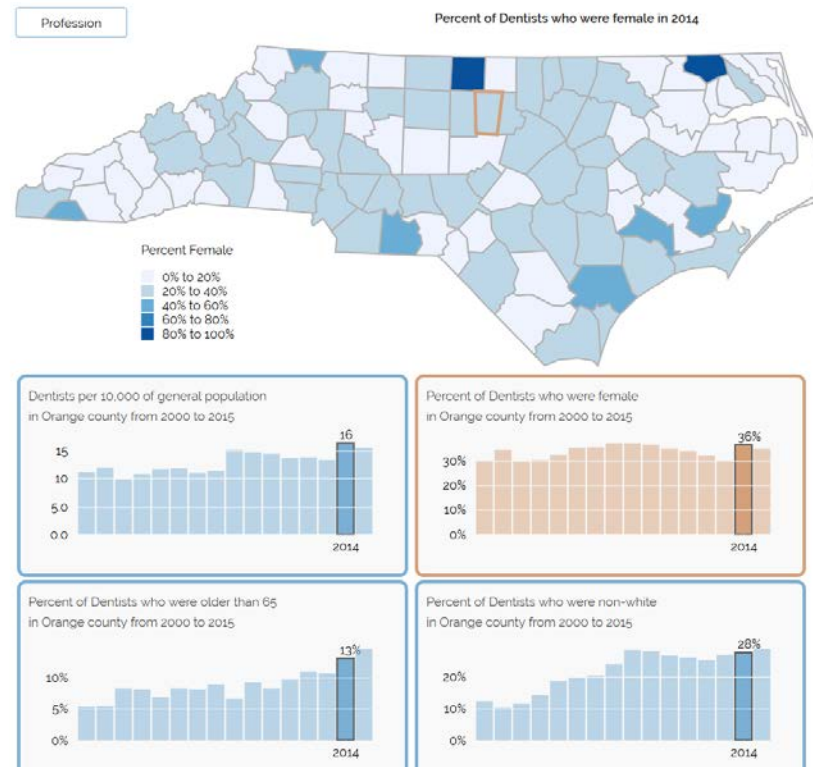 Profession
Percent of Dentists who were female in 2014
Percent Female
0% to 20%
20% to 40%
40% to 60%
60% to 80%
80% to 100%
Dentists per 10,000 of general population
in Orange county from 2000 to 2015
16
15
10
5.0
0.0
2014
Percent of Dentists who were female
in Orange county from 2000 to 2015
36%
30%
20%
10%
0%
2014
Percent of Dentists who were older than 65
in Orange county from 2000 to 2015
13%
10%
5%
0%
2014
Percent of Dentists who were non-white
in Orange county from 2000 to 2015
28%
20%
10%
0%
2014